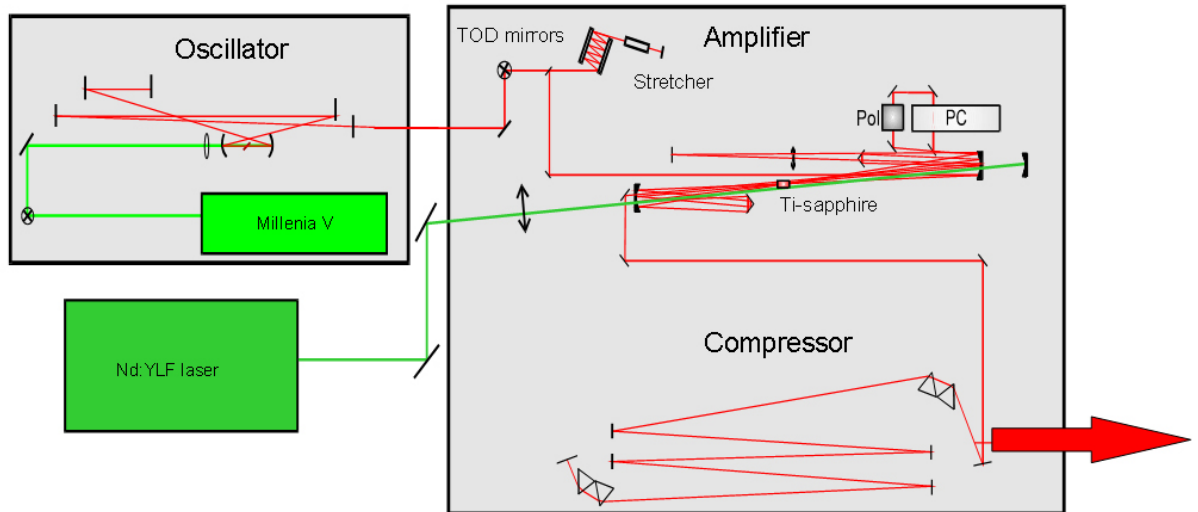 Oscillator
TOD mirrors
Amplifier
Stretcher
Pol
PC
Ti-sapphire
Millenia V
Nd:YLF laser
Compressor